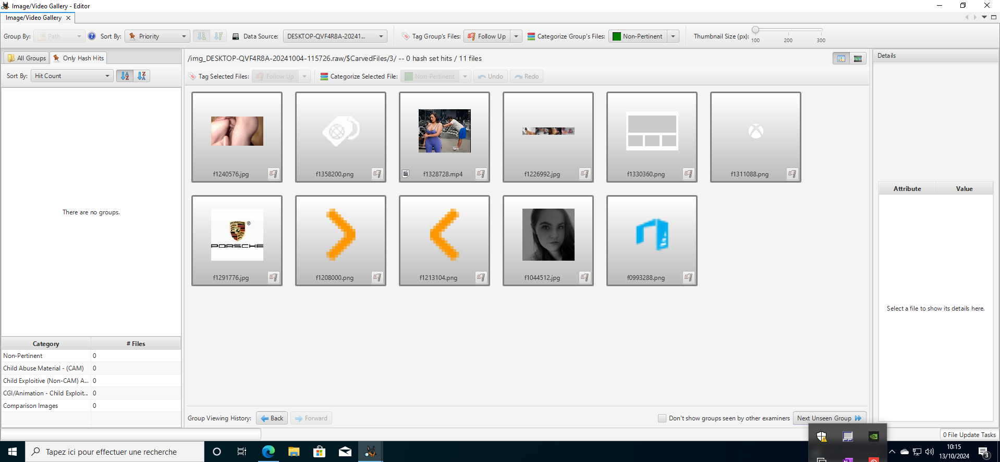 Image/Video Gallery - Editor
Image/Video Gallery
Group By: Path Sort By: Priority Data Source: DESKTOP-QVF4R8A-20241... Tag Group's Files: Follow Up Categorize Group's Files: Non-Pertinent Thumbnail Size (px): 100 200 300
All Groups Only Hash Hits
Sort By: Hit Count
There are no groups.
Category # Files
Non-Pertinent 0
Child Abuse Material - (CAM) 0
Child Exploitive (Non-CAM) A... 0
CGI/Animation - Child Exploit... 0
Comparison Images 0
/img_DESKTOP-QVF4R8A-20241004-115726.raw/$CarvedFiles/3/ -- 0 hash set hits / 11 files
Tag Selected Files: Follow Up Categorize Selected File: Non-Pertinent Undo Redo
f1240576.jpg f1358200.png f1328728.mp4 f1226992.jpg f1330360.png f1311088.png
PORSCHE
f1291776.jpg f1208000.png f1213104.png f1044512.jpg f0993288.png
Group Viewing History: Back Forward Don't show groups seen by other examiners Next Unseen Group
Details
Attribute Value
Select a file to show its details here.
0 File Update Tasks
Tapez ici pour effectuer une recherche
10:15
13/10/2024
3